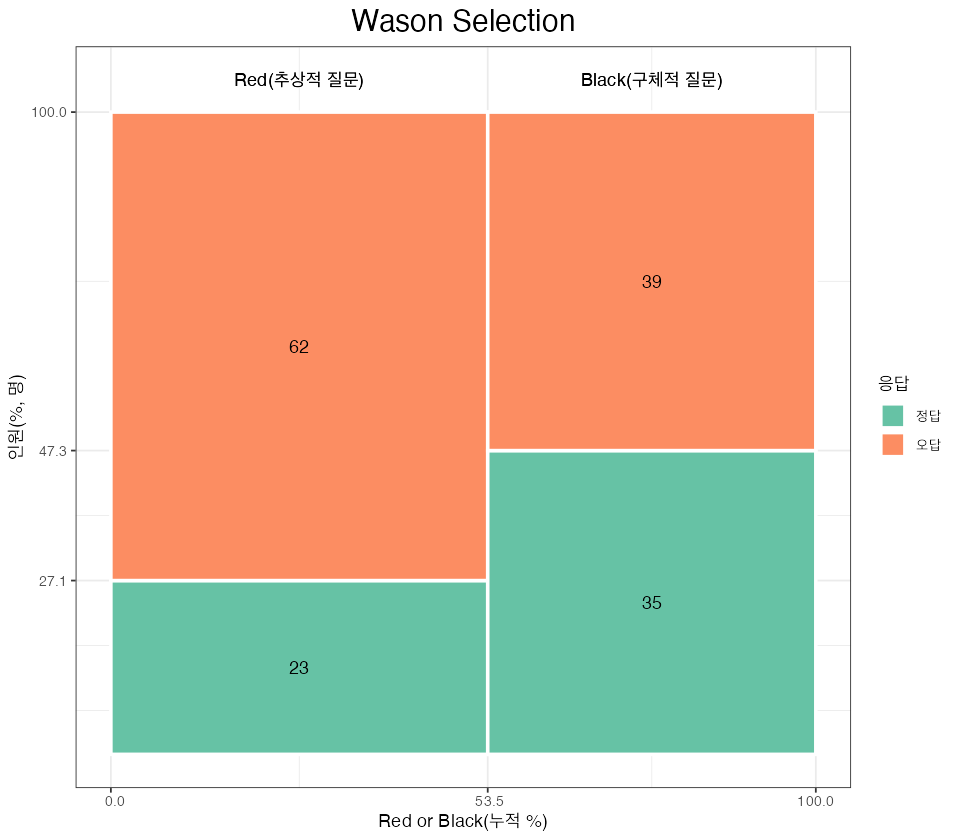 Wason Selection
Red(추상적 질문)
Black(구체적 질문)
100.0
39
62
인원(%, 명)
응답
정답
오답
47.3
27.1
35
23
0.0
53.5
100.0
Red or Black(누적 %)